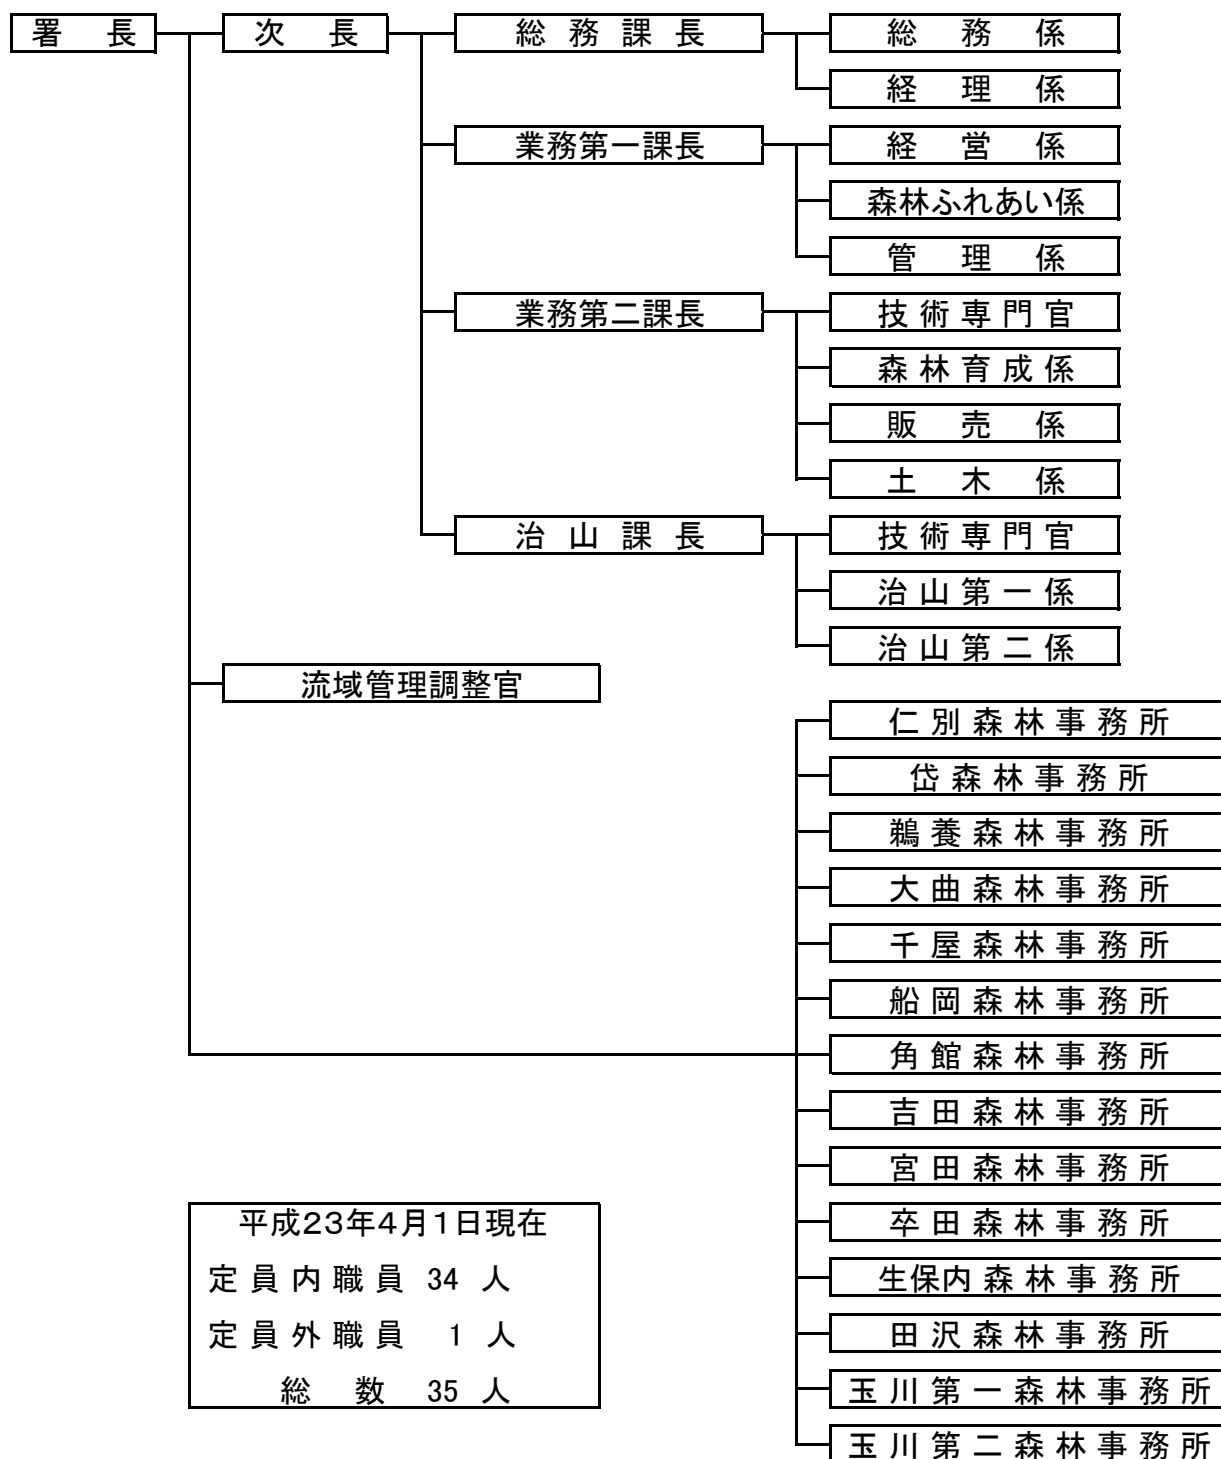 署長
次長
総務課長
総務係
経理係
業務第一課長
経営係
森林ふれあい係
管理係
業務第二課長
技術専門官
森林育成係
販売係
土木係
治山課長
技術専門官
治山第一係
治山第二係
流域管理調整官
仁別森林事務所
岱森林事務所
鵜養森林事務所
大曲森林事務所
千屋森林事務所
船岡森林事務所
角館森林事務所
吉田森林事務所
宮田森林事務所
卒田森林事務所
生保内森林事務所
田沢森林事務所
玉川第一森林事務所
玉川第二森林事務所
平成23年4月1日現在
定員内職員 34 人
定員外職員 1 人
総数 35 人